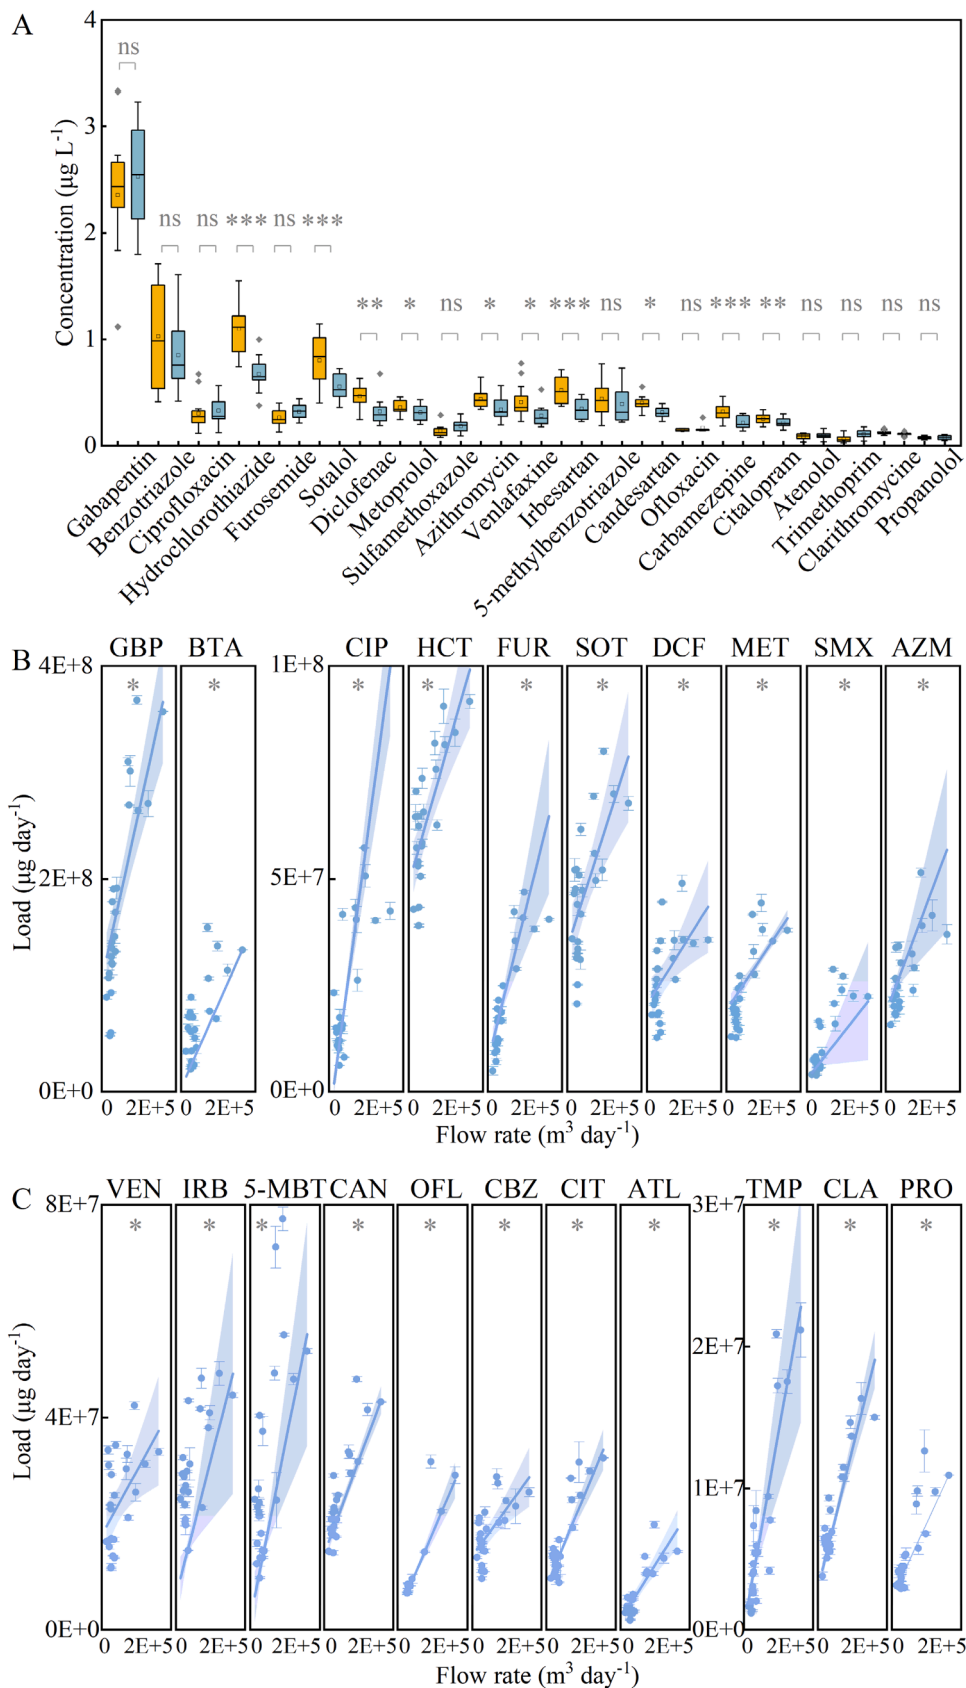 A
4
3
2
1
0
Concentration (µg L⁻¹)
ns
ns ns *** ns ***
** * ns * * *** ns * ns *** ** ns ns ns ns
Gabapentin
Benzotriazole
Ciprofloxacin
Hydrochlorothiazide
Furosemide
Sotalol
Diclofenac
Metoprolol
Sulfamethoxazole
Azithromycin
Venlafaxine
Irbesartan
5-methylbenzotriazole
Candesartan
Ofloxacin
Carbamezepine
Citalopram
Atenolol
Trimethoprim
Clarithromycine
Propanolol
B
GBP BTA CIP HCT FUR SOT DCF MET SMX AZM
4E+8
2E+8
0E+0
1E+8
5E+7
0E+0
* * * * * * * * * *
Load (µg day⁻¹)
0 2E+5 0 2E+5 0 2E+5 0 2E+5 0 2E+5 0 2E+5 0 2E+5 0 2E+5 0 2E+5 0 2E+5
Flow rate (m³ day⁻¹)
C
VEN IRB 5-MBT CAN OFL CBZ CIT ATL TMP CLA PRO
8E+7
4E+7
0E+0
3E+7
2E+7
1E+7
0E+0
* * * * * * * * * * *
Load (µg day⁻¹)
0 2E+5 0 2E+5 0 2E+5 0 2E+5 0 2E+5 0 2E+5 0 2E+5 0 2E+5 0 2E+5 0 2E+5 0 2E+5
Flow rate (m³ day⁻¹)